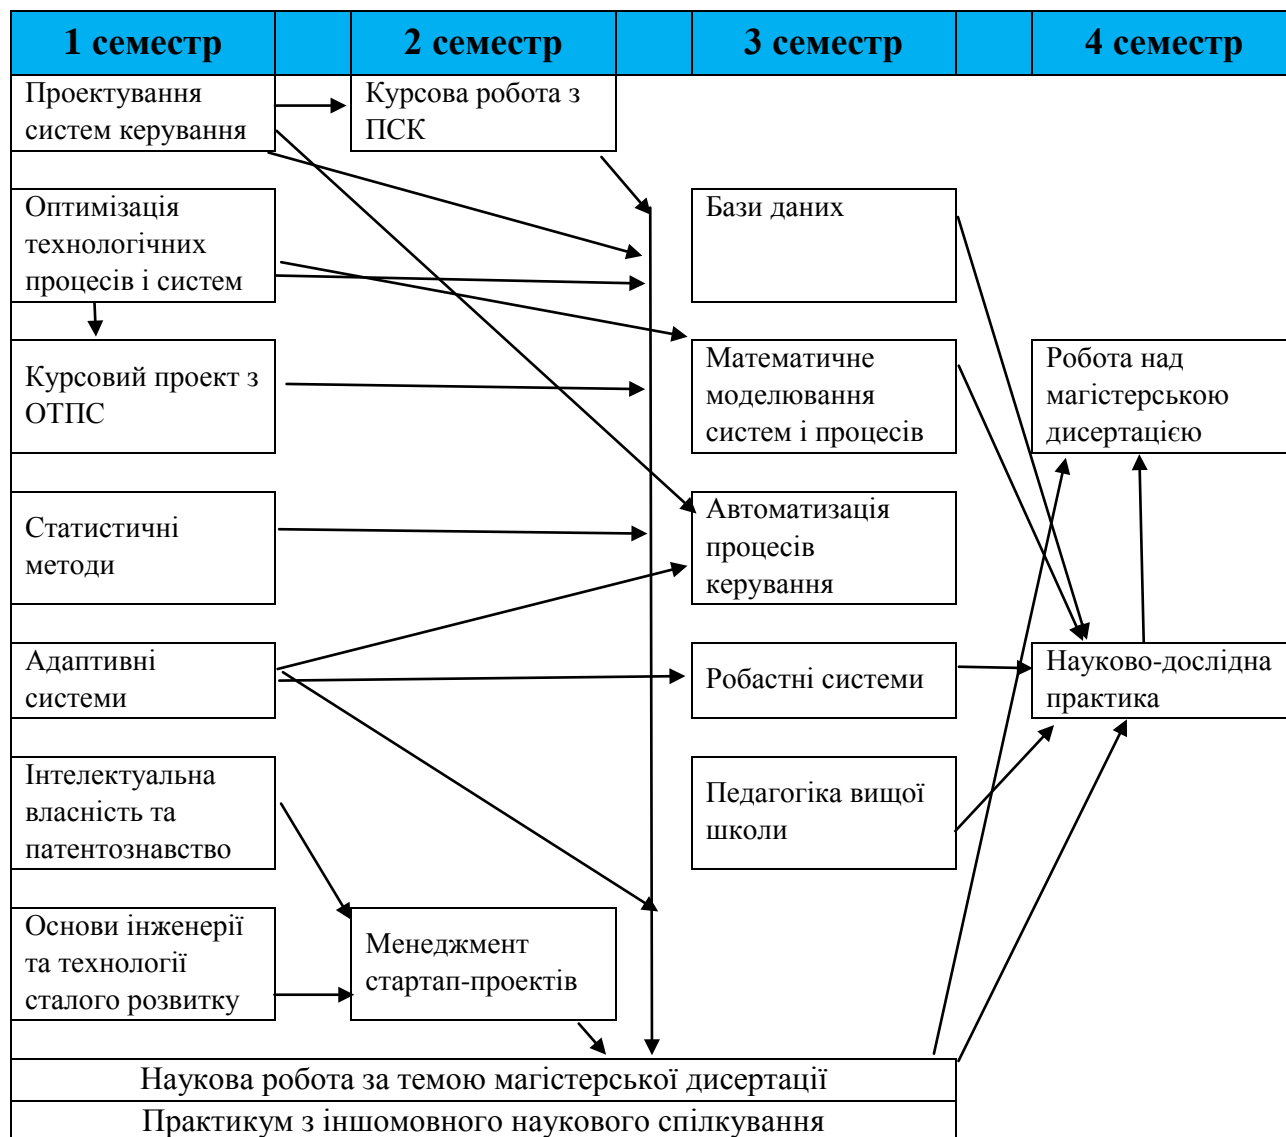 1 семестр
2 семестр
3 семестр
4 семестр
Проектування
систем керування
Курсова робота з
ПСК
Оптимізація
технологічних
процесів і систем
Бази даних
Курсовий проект з
ОТПС
Математичне
моделювання
систем і процесів
Робота над
магістерською
дисертацією
Статистичні
методи
Автоматизація
процесів
керування
Адаптивні
системи
Робастні системи
Науково-дослідна
практика
Інтелектуальна
власність та
патентознавство
Педагогіка вищої
школи
Основи інженерії
та технології
сталого розвитку
Менеджмент
стартап-проектів
Наукова робота за темою магістерської дисертації
Практикум з іншомовного наукового спілкування